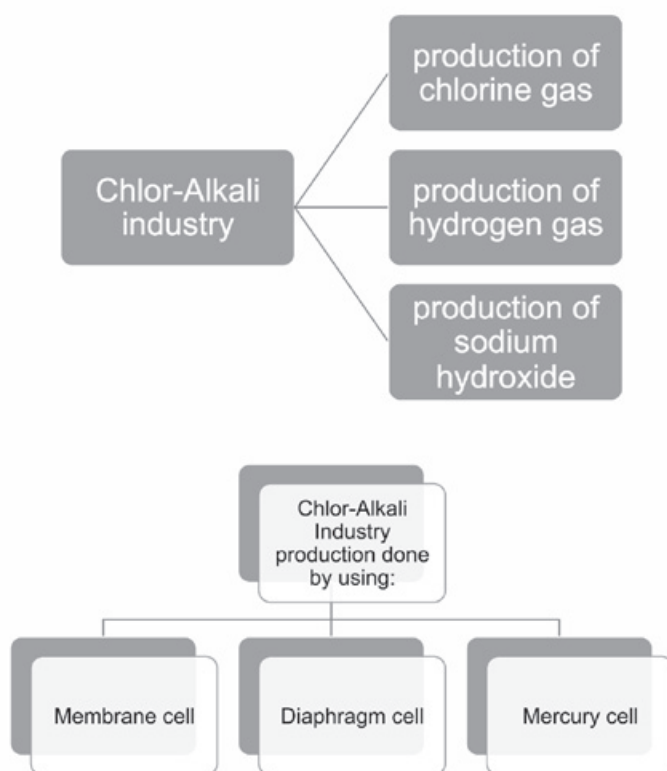 production of
chlorine gas
Chlor-Alkali
industry
production of
hydrogen gas
production of
sodium
hydroxide
Chlor-Alkali
Industry
production done
by using:
Membrane cell
Diaphragm cell
Mercury cell